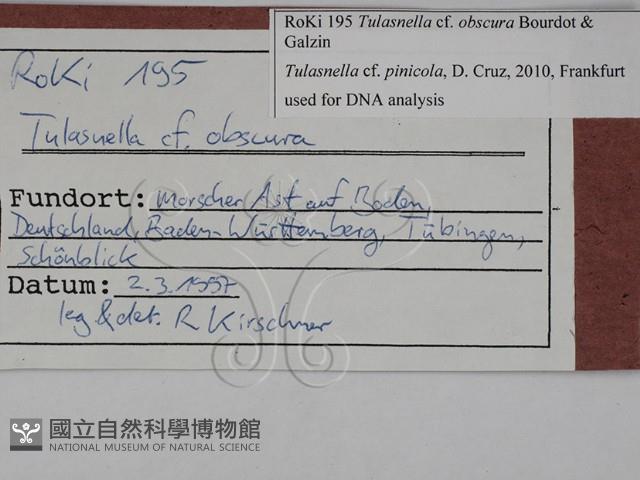 RoKi 195 Tulasnella cf. obscura Bourdot &
Galzin
Tulasnella cf. pinicola, D. Cruz, 2010, Frankfurt
used for DNA analysis
RoKi 195
Tulasnella cf. obscura
Fundort: morscher Ast auf Boden,
Deutschland, Baden-Württemberg, Tübingen,
Schönblick
Datum: 2.3.1997
leg & det. R Kirschner
國立自然科學博物館
NATIONAL MUSEUM OF NATURAL SCIENCE